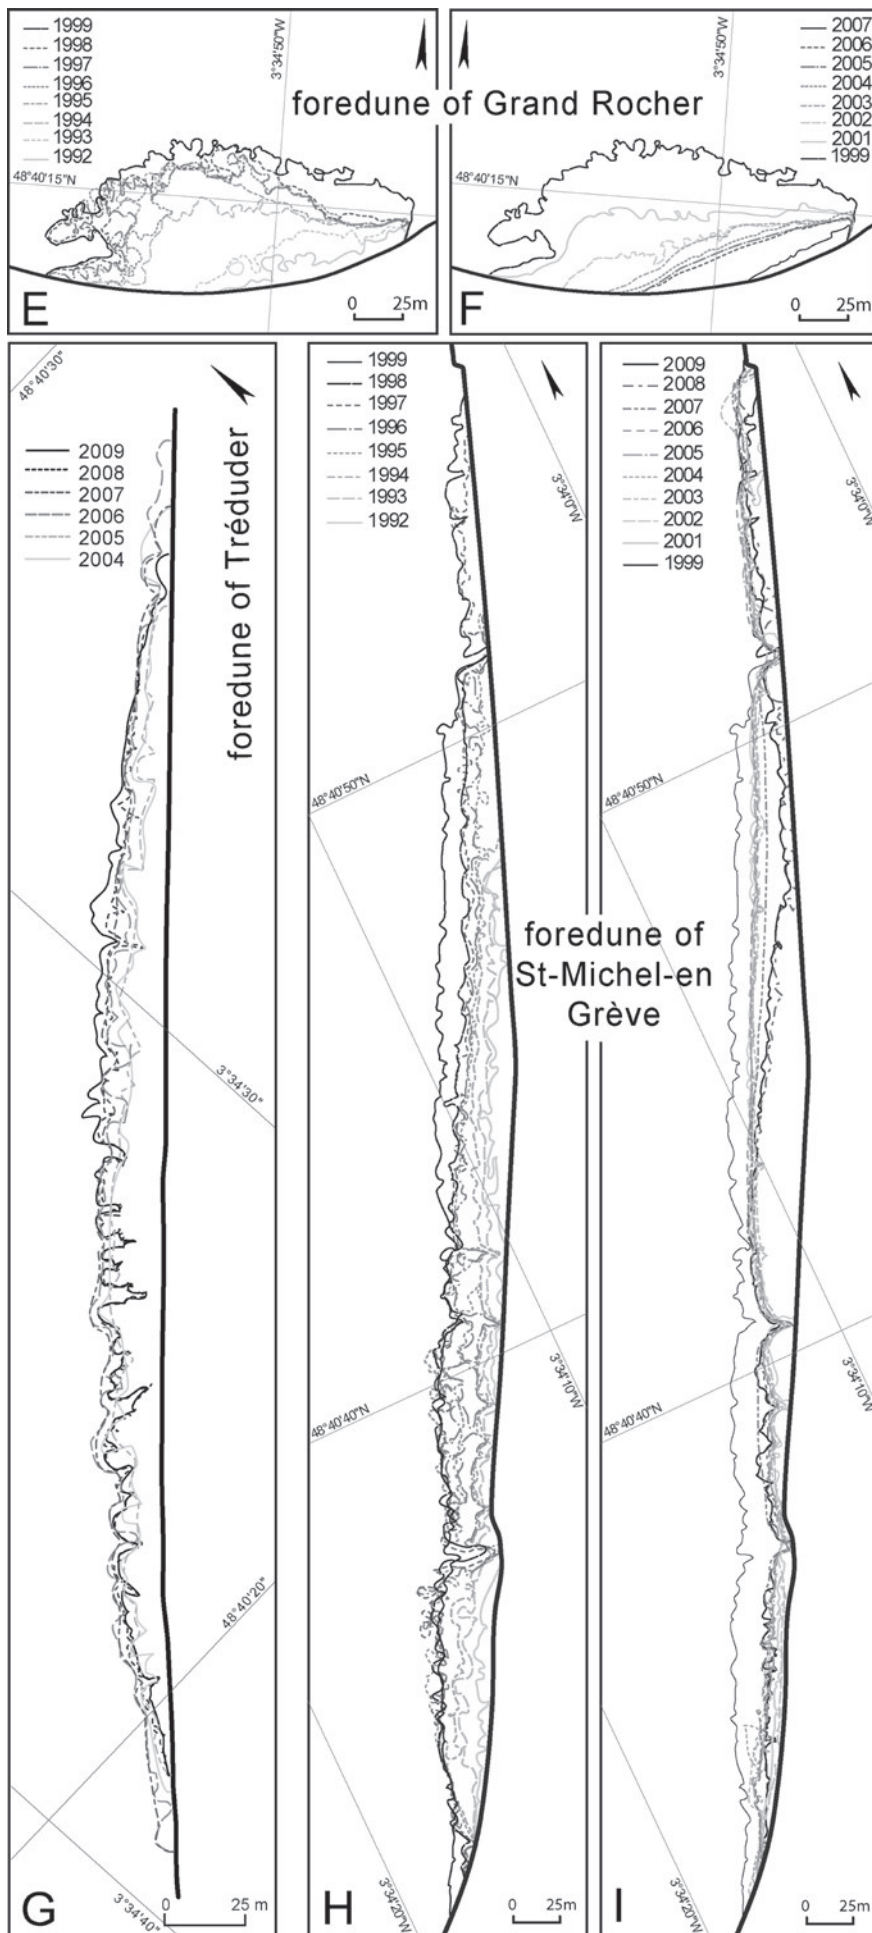 1999
1998
1997
1996
1995
1994
1993
1992
3°34'50"W
48°40'15"N
0 25m
E
foredune of Grand Rocher
2007
2006
2005
2004
2003
2002
2001
1999
3°34'50"W
48°40'15"N
0 25m
F
48°40'30"
2009
2008
2007
2006
2005
2004
foredune of Tréduder
3°34'30"
48°40'20"
3°34'40"
0 25 m
G
1999
1998
1997
1996
1995
1994
1993
1992
3°34'0"W
48°40'50"N
3°34'10"W
48°40'40"N
3°34'20"W
0 25m
H
foredune of
St-Michel-en
Grève
2009
2008
2007
2006
2005
2004
2003
2002
2001
1999
3°34'0"W
48°40'50"N
3°34'10"W
48°40'40"N
3°34'20"W
0 25m
I